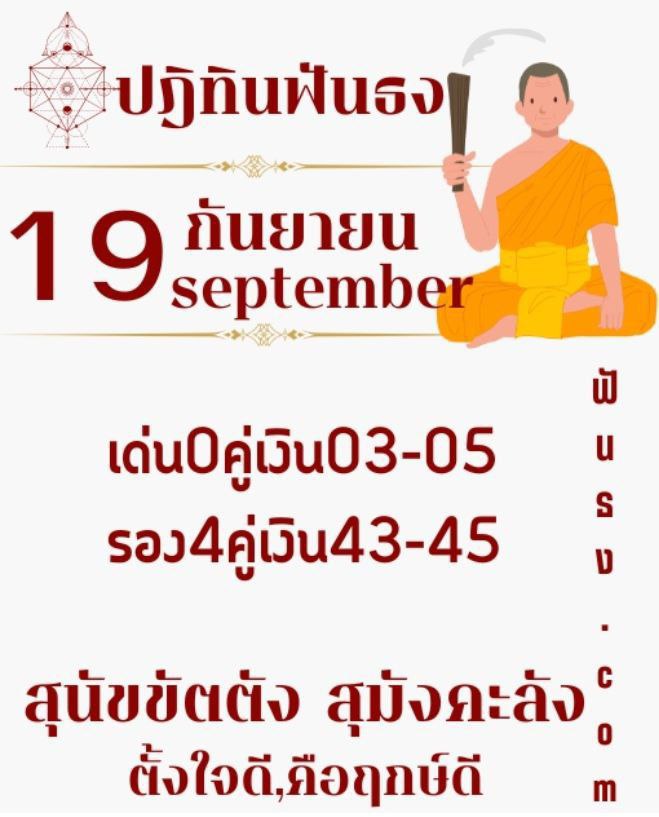 ปฏิทินฟันธง
19 กันยายน
september
เด่น0คู่เงิน03-05
รอง4คู่เงิน43-45
สุนัขขัตตัง สุมังคะลัง
ตั้งใจดี,คือฤกษ์ดี
ฟันธง.com